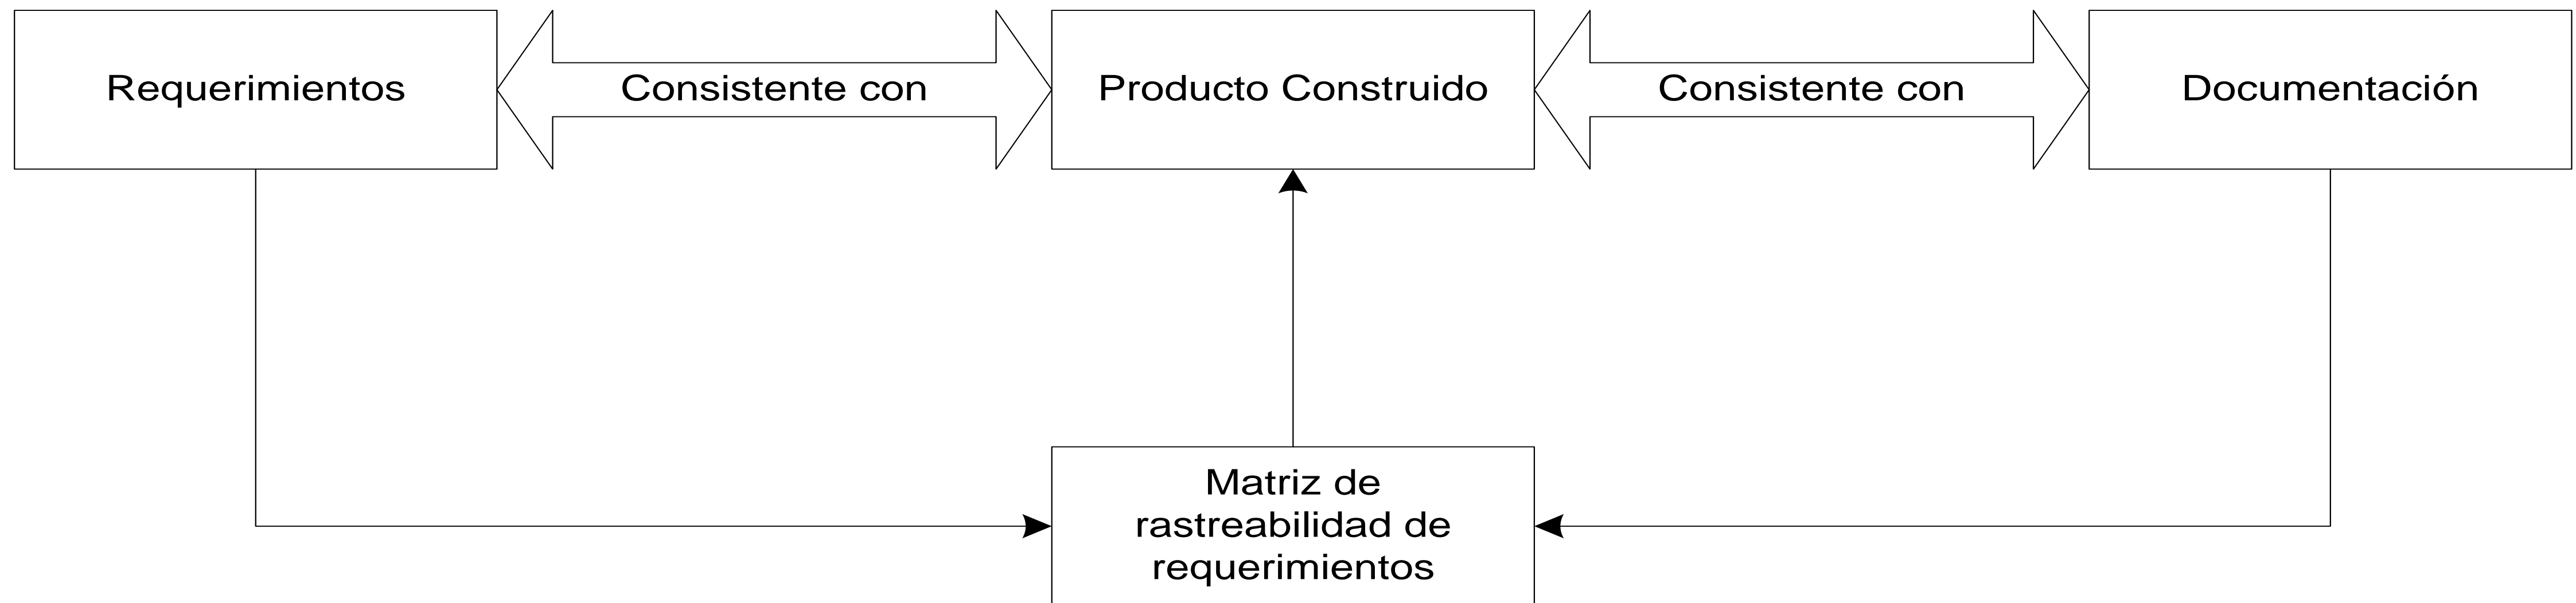 Requerimientos
Consistente con
Producto Construido
Consistente con
Documentación
Matriz de
rastreabilidad de
requerimientos